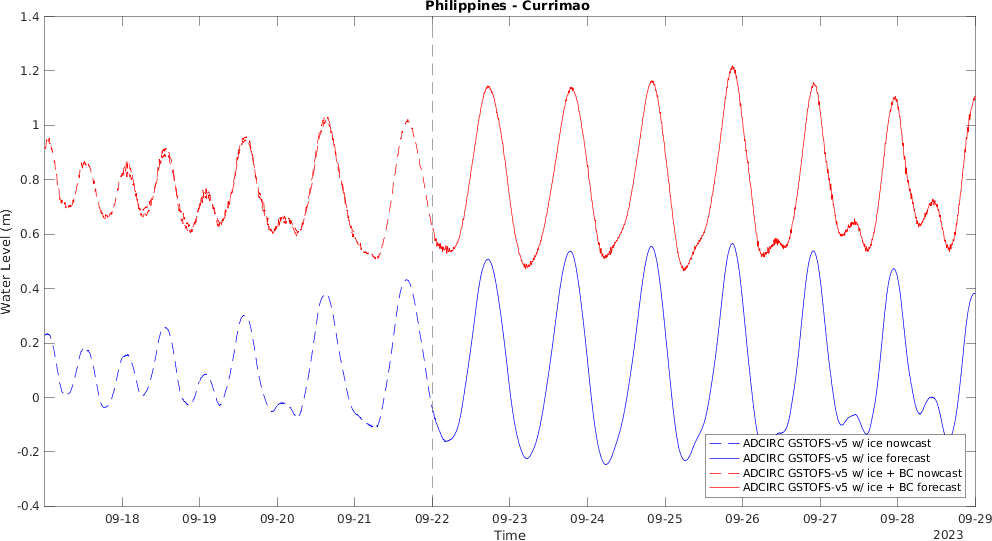 Philippines - Currimao
1.4
1.2
1
0.8
0.6
0.4
0.2
0
-0.2
-0.4
Water Level (m)
ADCIRC GSTOFS-v5 w/ ice nowcast
ADCIRC GSTOFS-v5 w/ ice forecast
ADCIRC GSTOFS-v5 w/ ice + BC nowcast
ADCIRC GSTOFS-v5 w/ ice + BC forecast
09-18 09-19 09-20 09-21 09-22 09-23 09-24 09-25 09-26 09-27 09-28 09-29
Time
2023